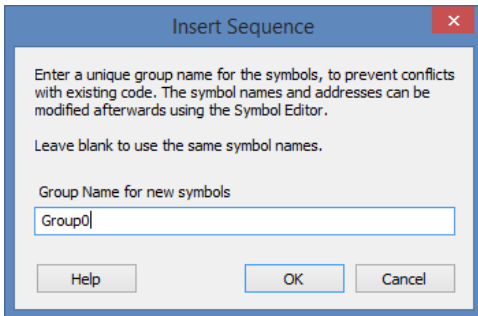 Insert Sequence
Enter a unique group name for the symbols, to prevent conflicts
with existing code. The symbol names and addresses can be
modified afterwards using the Symbol Editor.
Leave blank to use the same symbol names.
Group Name for new symbols
Group0
Help OK Cancel